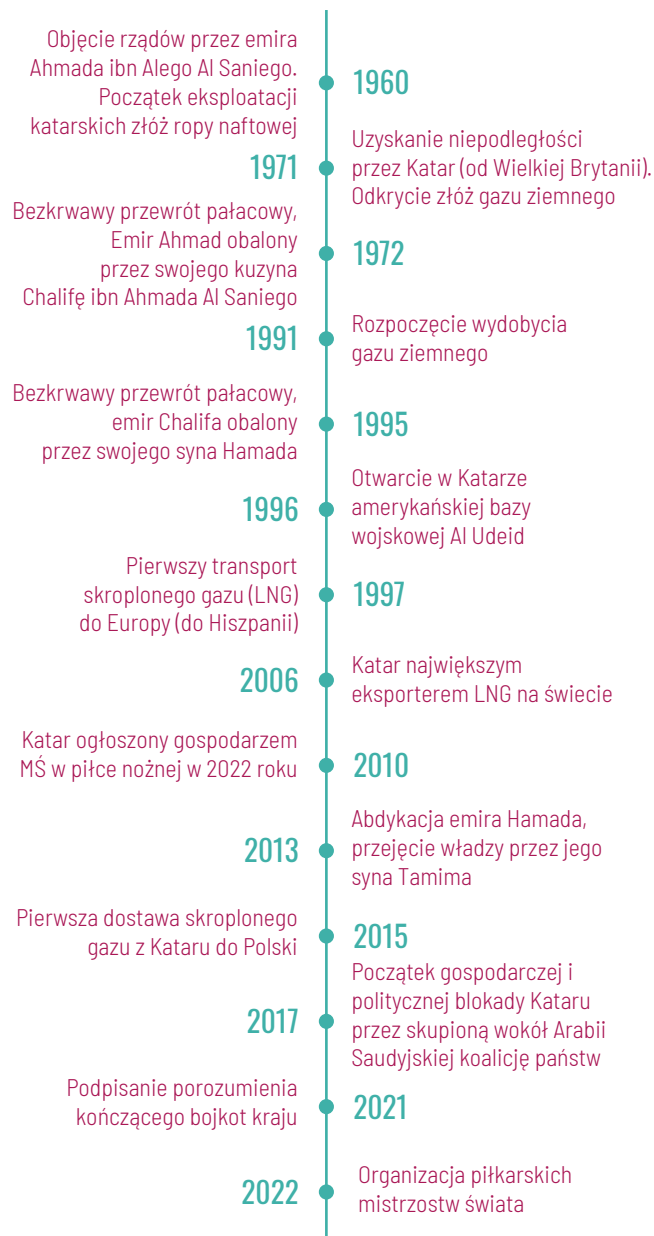 Objęcie rządów przez emira
Ahmada ibn Alego Al Saniego.
Początek eksploatacji
katarskich złóż ropy naftowej
1960
1971
Uzyskanie niepodległości
przez Katar (od Wielkiej Brytanii).
Odkrycie złóż gazu ziemnego
Bezkrwawy przewrót pałacowy,
Emir Ahmad obalony
przez swojego kuzyna
Chalifę ibn Ahmada Al Saniego
1972
1991
Rozpoczęcie wydobycia
gazu ziemnego
Bezkrwawy przewrót pałacowy,
emir Chalifa obalony
przez swojego syna Hamada
1995
1996
Otwarcie w Katarze
amerykańskiej bazy
wojskowej Al Udeid
Pierwszy transport
skroplonego gazu (LNG)
do Europy (do Hiszpanii)
1997
2006
Katar największym
eksporterem LNG na świecie
Katar ogłoszony gospodarzem
MŚ w piłce nożnej w 2022 roku
2010
2013
Abdykacja emira Hamada,
przejęcie władzy przez jego
syna Tamima
Pierwsza dostawa skroplonego
gazu z Kataru do Polski
2015
2017
Początek gospodarczej i
politycznej blokady Kataru
przez skupioną wokół Arabii
Saudyjskiej koalicję państw
Podpisanie porozumienia
kończącego bojkot kraju
2021
2022
Organizacja piłkarskich
mistrzostw świata